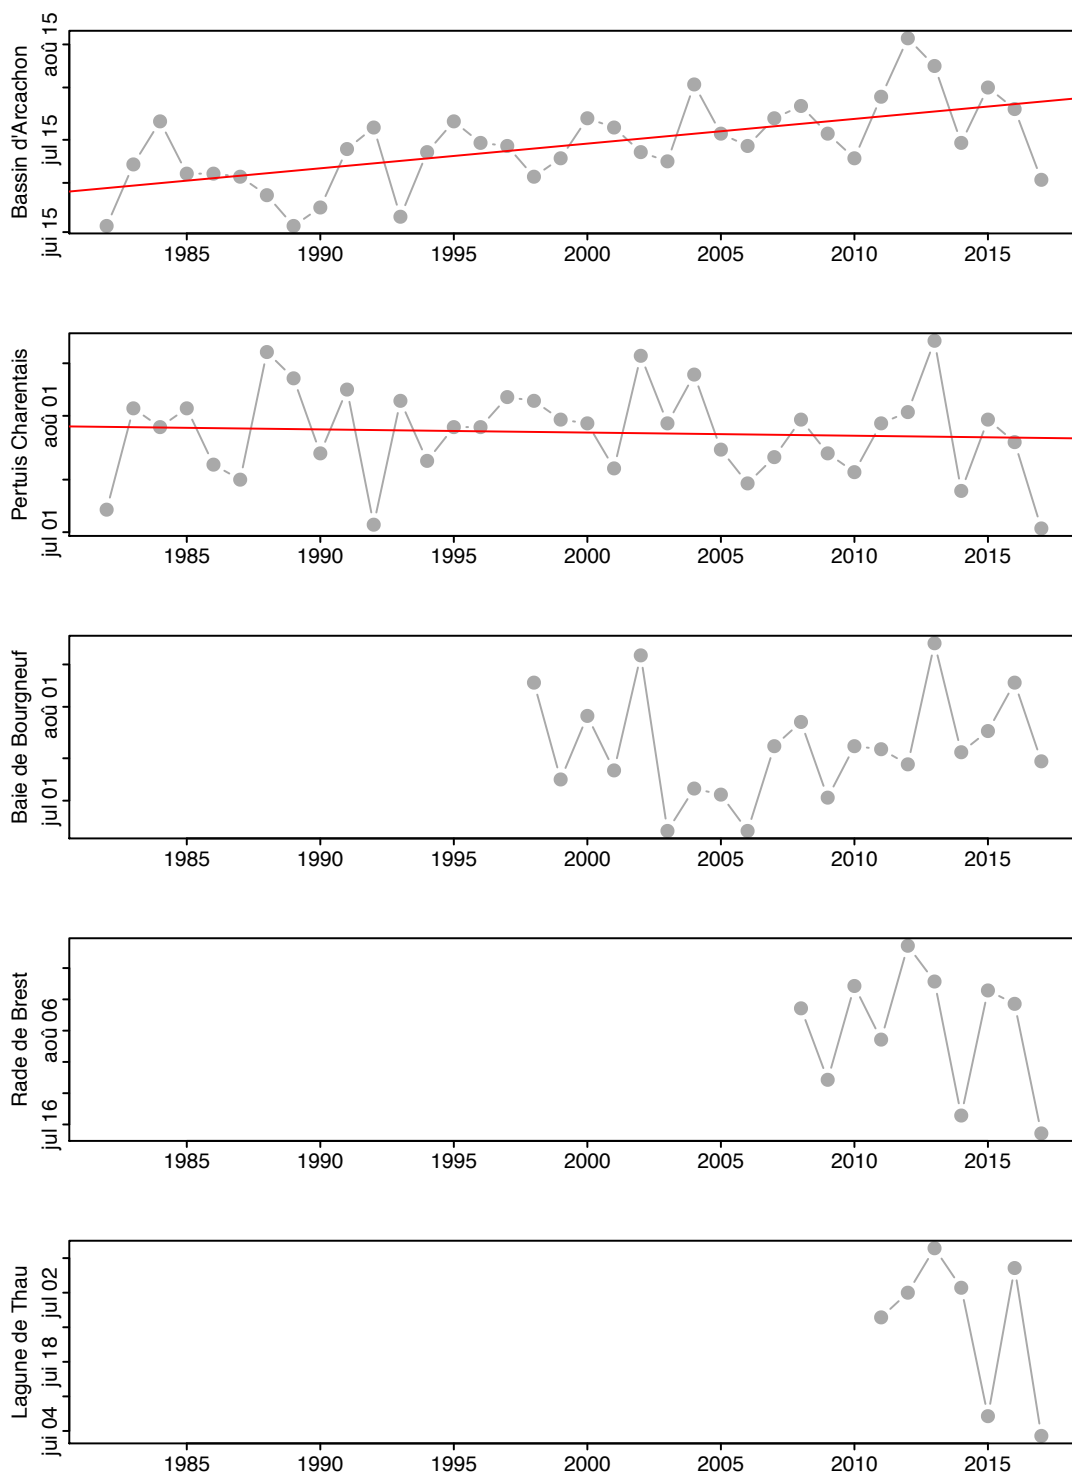 Bassin d'Arcachon
jui 15 jul 15 aoû 15
1985 1990 1995 2000 2005 2010 2015
Pertuis Charentais
jul 01 aoû 01
1985 1990 1995 2000 2005 2010 2015
Baie de Bourgneuf
jul 01 aoû 01
1985 1990 1995 2000 2005 2010 2015
Rade de Brest
jul 16 aoû 06
1985 1990 1995 2000 2005 2010 2015
Lagune de Thau
jui 04 jui 18 jul 02
1985 1990 1995 2000 2005 2010 2015